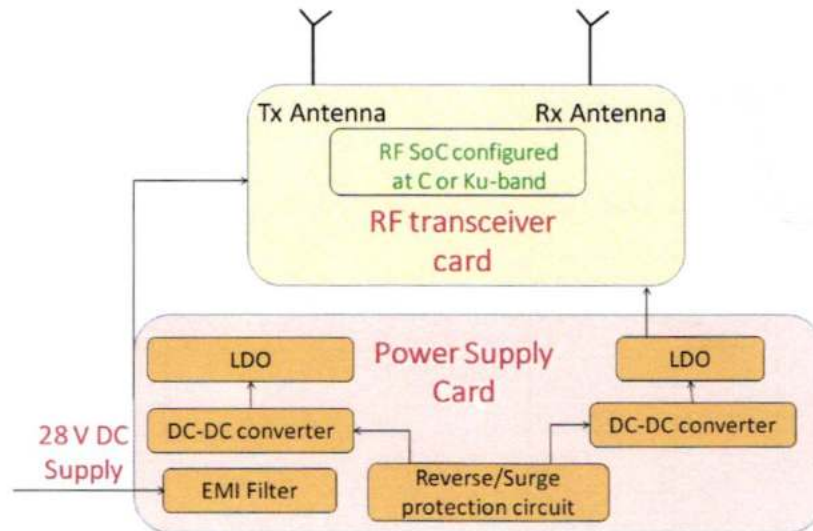 Tx Antenna
Rx Antenna
RF SoC configured
at C or Ku-band
RF transceiver
card
Power Supply
Card
LDO
LDO
DC-DC converter
DC-DC converter
28 V DC
Supply
EMI Filter
Reverse/Surge
protection circuit